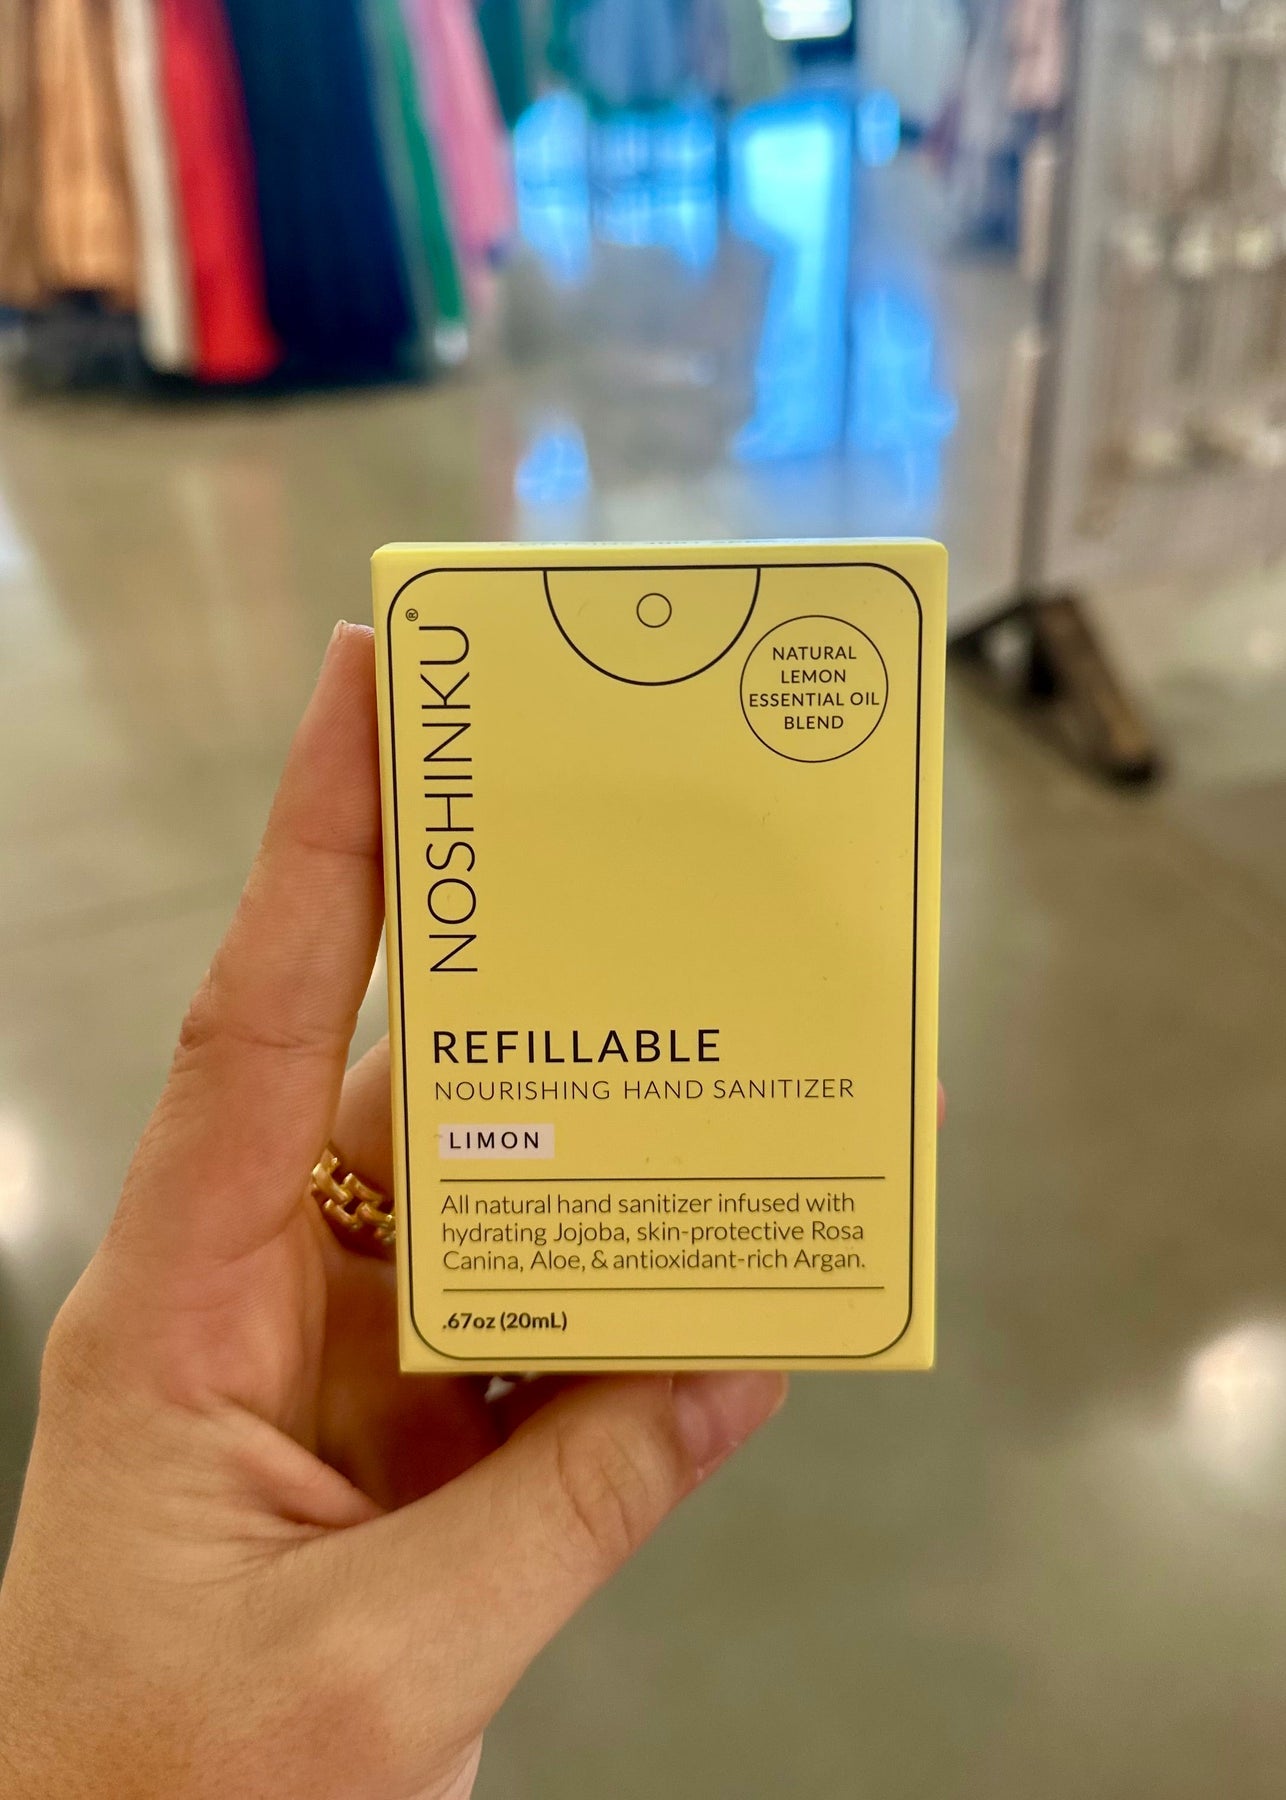 NOSHINKU®
NATURAL
LEMON
ESSENTIAL OIL
BLEND
REFILLABLE
NOURISHING HAND SANITIZER
LIMON
All natural hand sanitizer infused with
hydrating Jojoba, skin-protective Rosa
Canina, Aloe, & antioxidant-rich Argan.
.67oz (20mL)